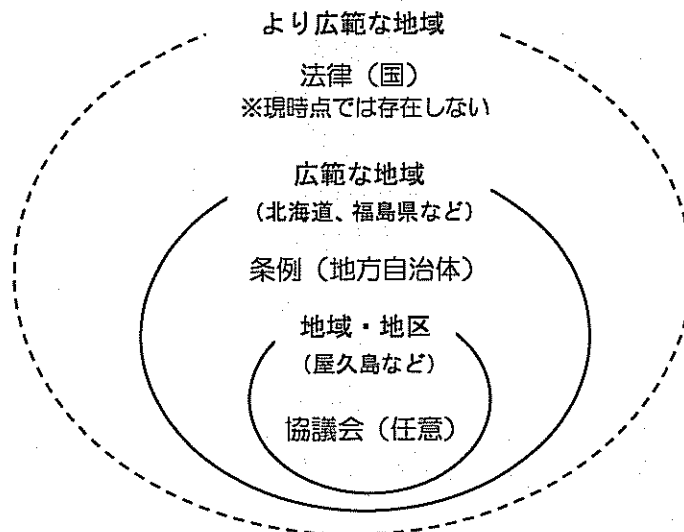 より広範な地域
法律（国）
※現時点では存在しない
広範な地域
（北海道、福島県など）
条例（地方自治体）
地域・地区
（屋久島など）
協議会（任意）